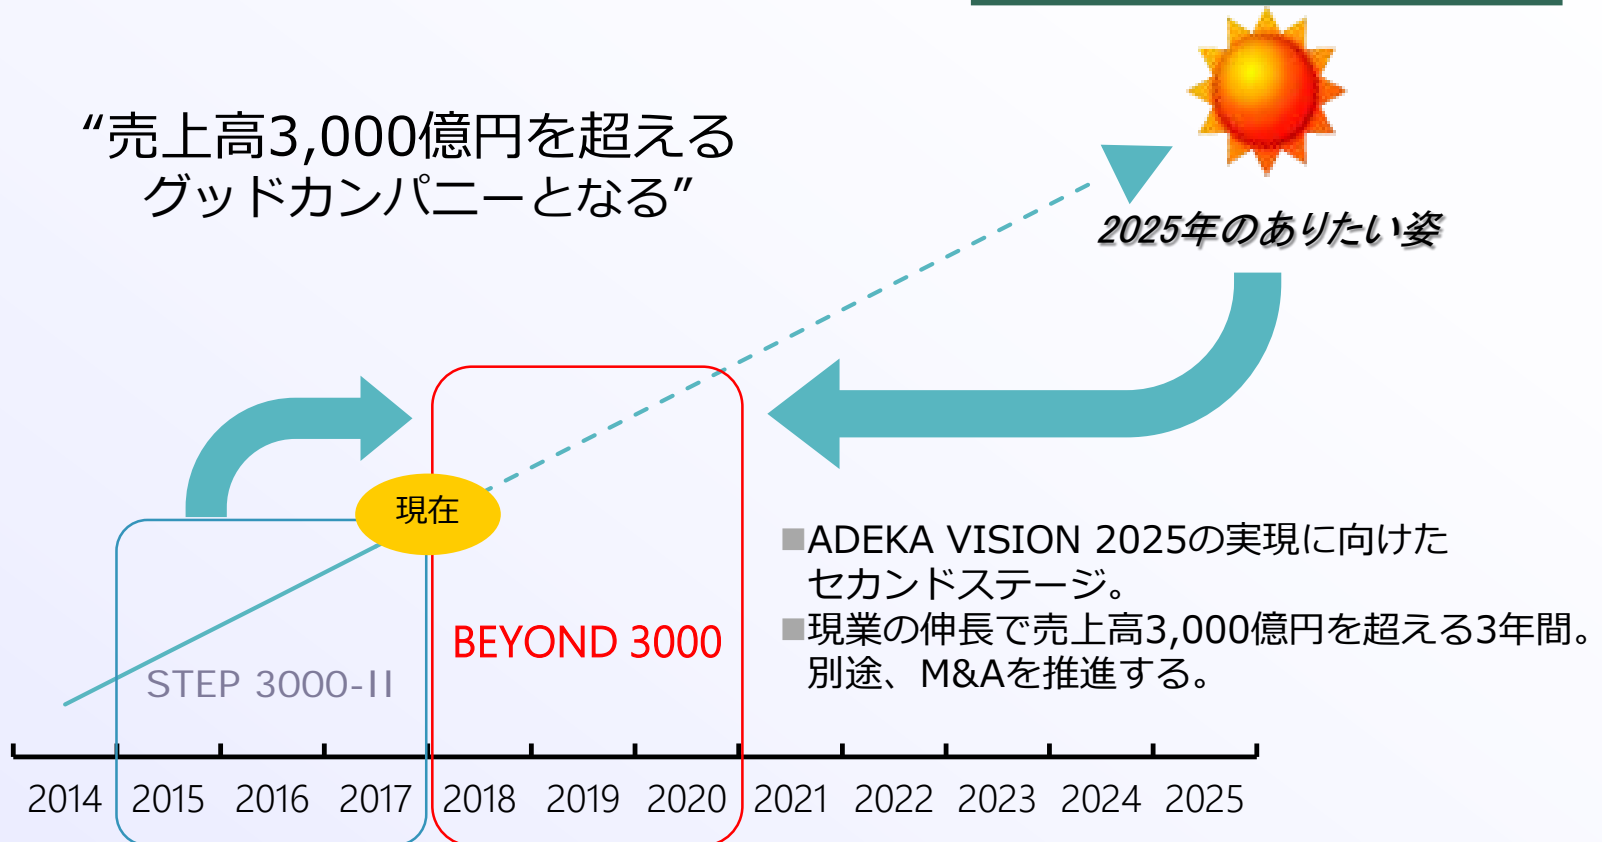 “売上高3,000億円を超える
グッドカンパニーとなる”
2025年のありたい姿
現在
■ADEKA VISION 2025の実現に向けた
セカンドステージ。
■現業の伸長で売上高3,000億円を超える3年間。
別途、M&Aを推進する。
BEYOND 3000
STEP 3000-II
2014 2015 2016 2017 2018 2019 2020 2021 2022 2023 2024 2025